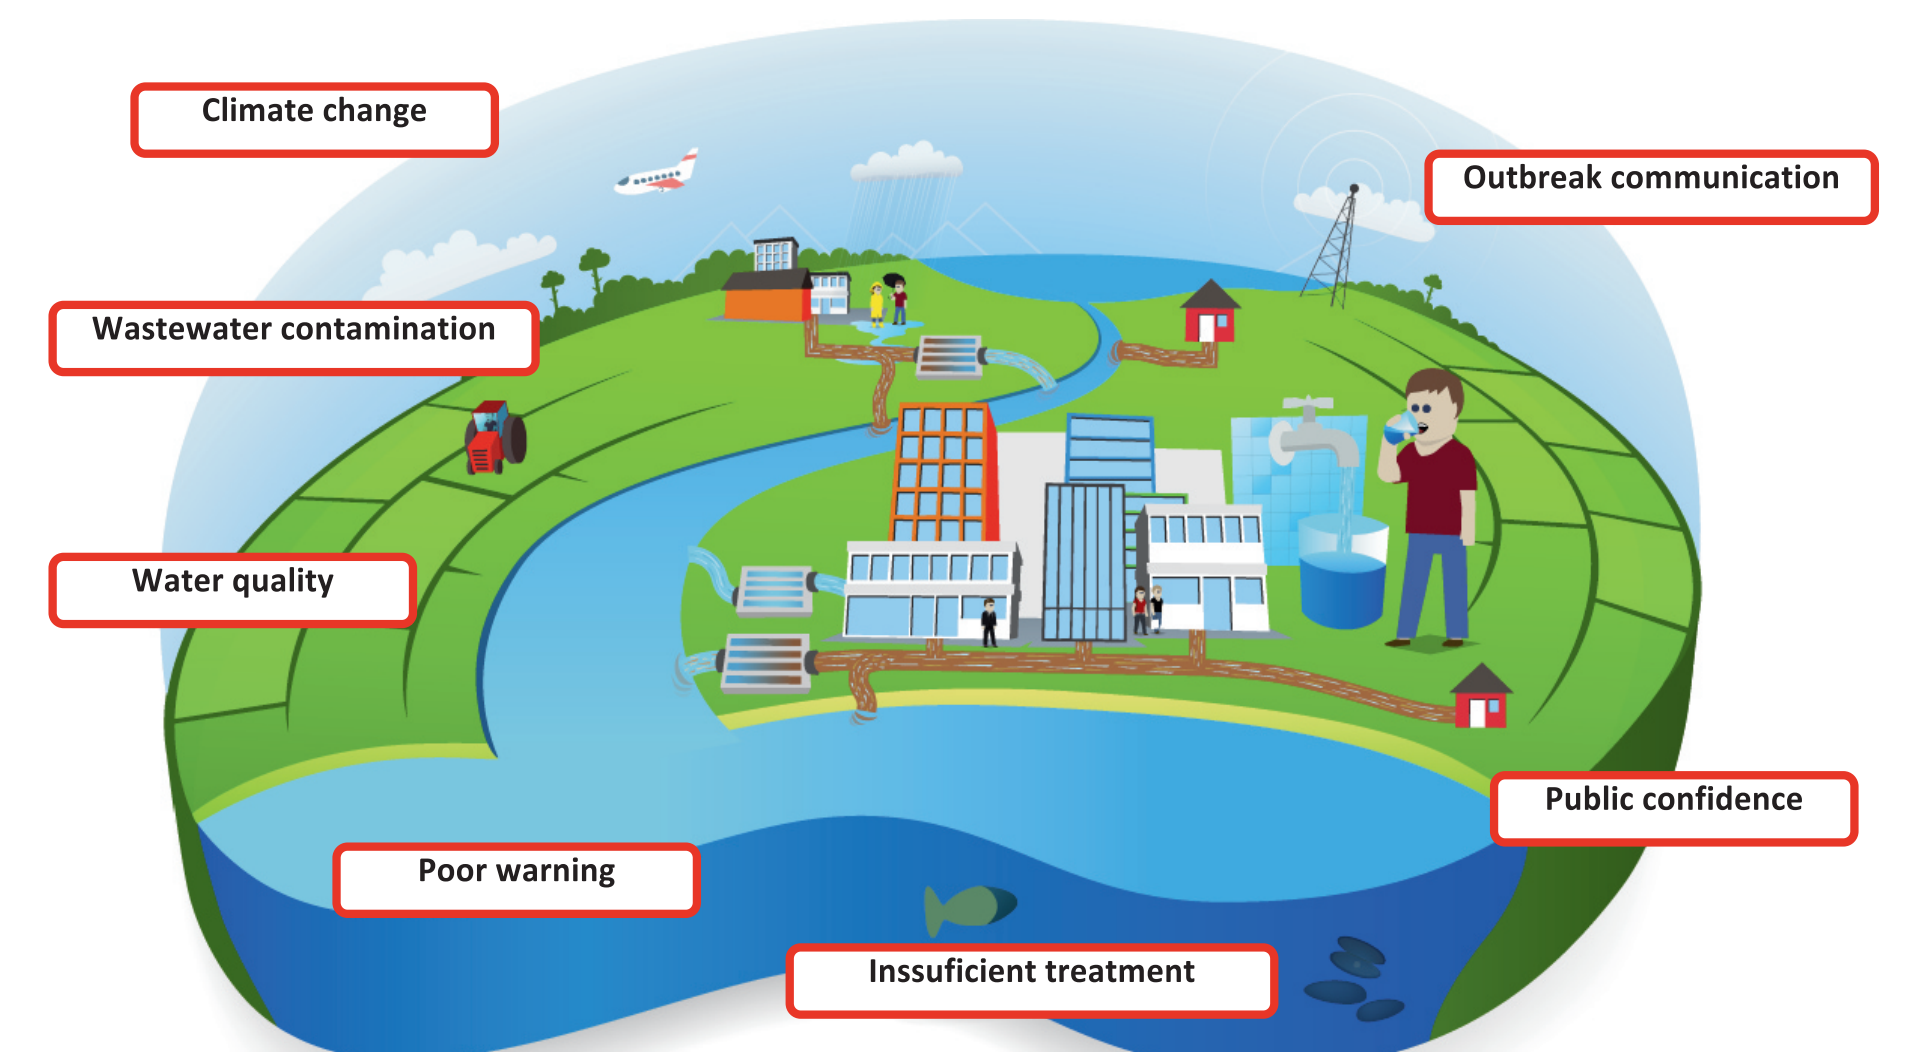 Climate change
Outbreak communication
Wastewater contamination
Water quality
Public confidence
Poor warning
Inssuficient treatment